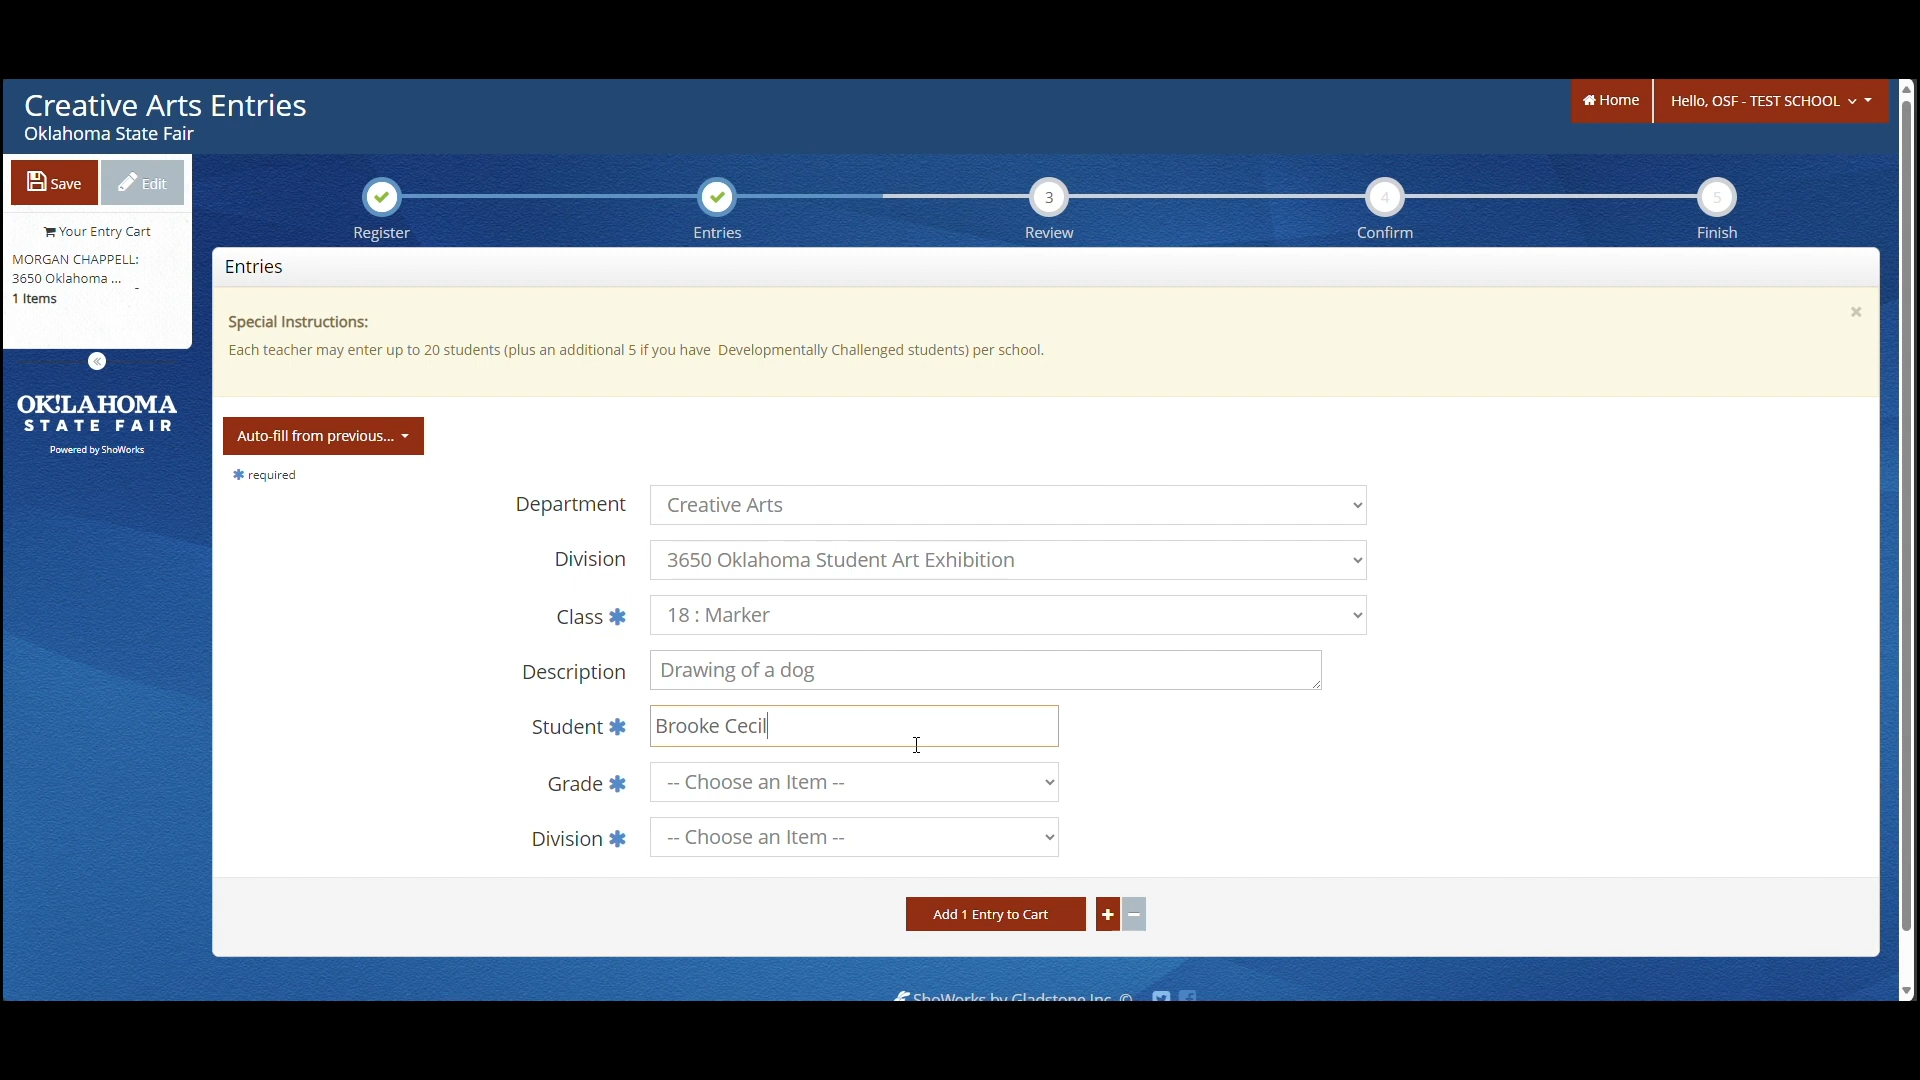 Creative Arts Entries
Oklahoma State Fair
Home
Hello, OSF - TEST SCHOOL
Save
Edit
Your Entry Cart
MORGAN CHAPPELL:
3650 Oklahoma ...
-
1 Items
OK!LAHOMA
STATE FAIR
Powered by ShoWorks
3
4
5
Register
Entries
Review
Confirm
Finish
Entries
Special Instructions:
Each teacher may enter up to 20 students (plus an additional 5 if you have Developmentally Challenged students) per school.
Auto-fill from previous...
* required
Department
Creative Arts
Division
3650 Oklahoma Student Art Exhibition
Class *
18 : Marker
Description
Drawing of a dog
Student *
Brooke Cecil
Grade *
-- Choose an Item --
Division *
-- Choose an Item --
Add 1 Entry to Cart
+
-
ShoWorks by Gladstone Inc. ©